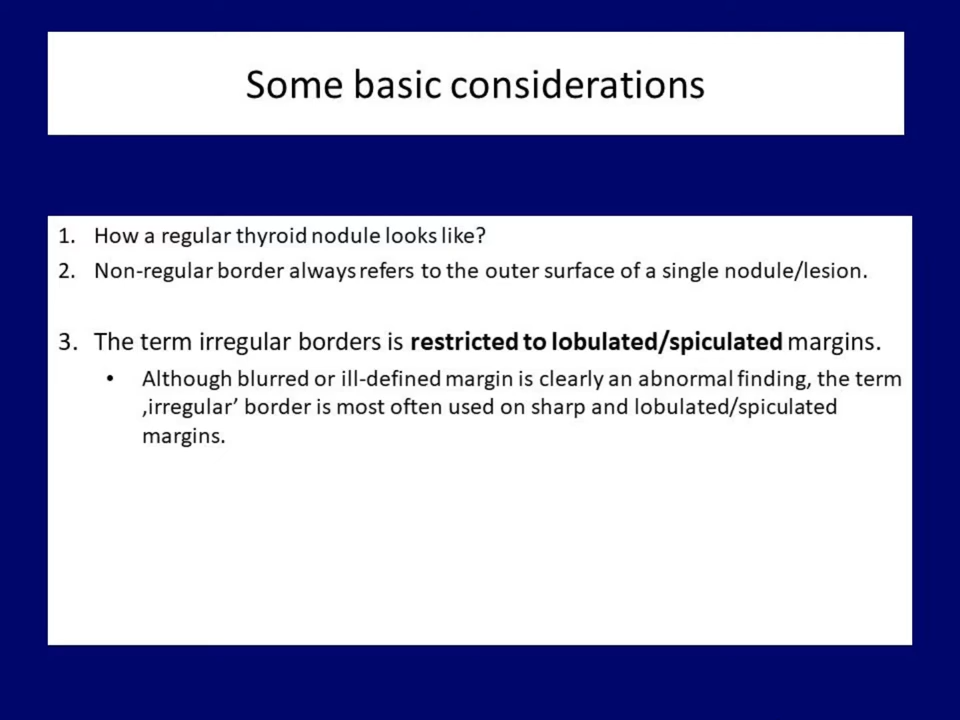 Some basic considerations
1. How a regular thyroid nodule looks like?
2. Non-regular border always refers to the outer surface of a single nodule/lesion.
3. The term irregular borders is restricted to lobulated/spiculated margins.
• Although blurred or ill-defined margin is clearly an abnormal finding, the term
‚irregular’ border is most often used on sharp and lobulated/spiculated
margins.